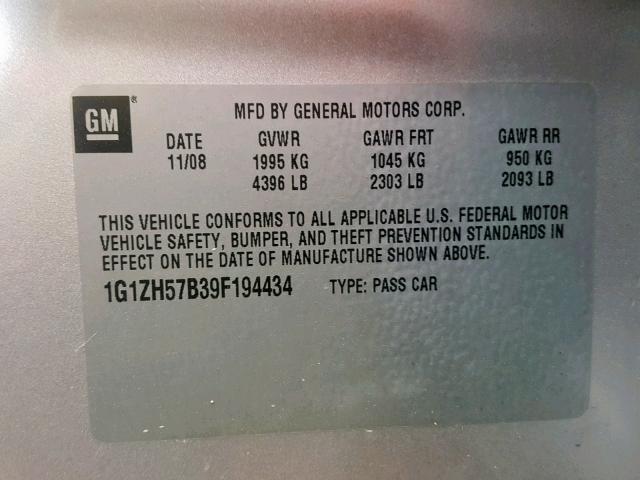 GM ®
MFD BY GENERAL MOTORS CORP.
DATE GVWR GAWR FRT GAWR RR
11/08 1995 KG 1045 KG 950 KG
4396 LB 2303 LB 2093 LB
THIS VEHICLE CONFORMS TO ALL APPLICABLE U.S. FEDERAL MOTOR
VEHICLE SAFETY, BUMPER, AND THEFT PREVENTION STANDARDS IN
EFFECT ON THE DATE OF MANUFACTURE SHOWN ABOVE.
1G1ZH57B39F194434 TYPE: PASS CAR